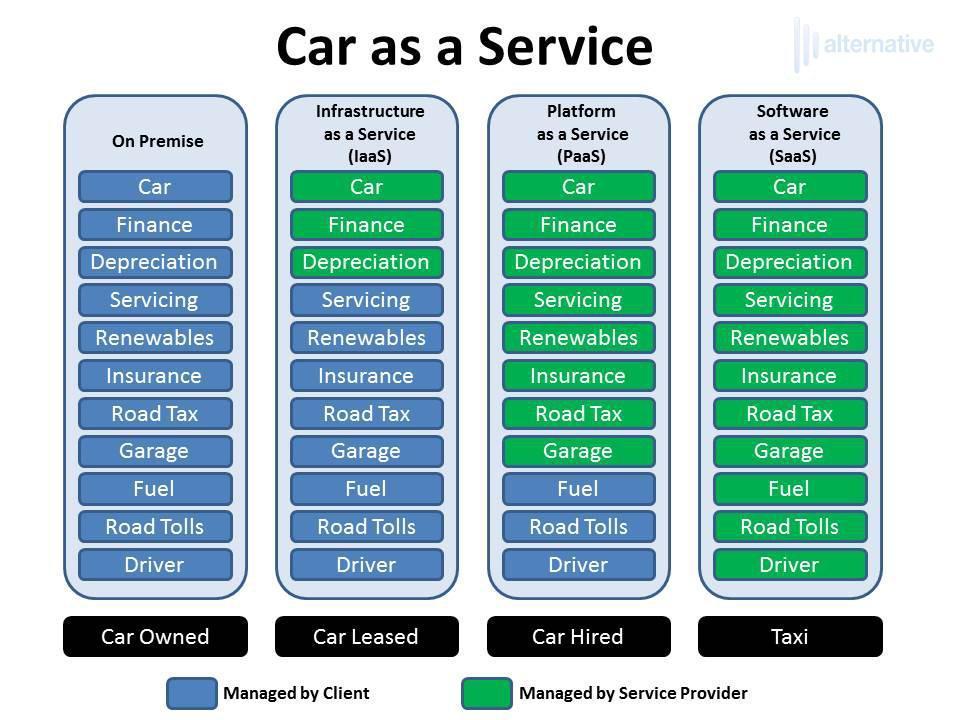 Car as a Service
alternative
On Premise
Car
Finance
Depreciation
Servicing
Renewables
Insurance
Road Tax
Garage
Fuel
Road Tolls
Driver
Car Owned
Infrastructure
as a Service
(IaaS)
Car
Finance
Depreciation
Servicing
Renewables
Insurance
Road Tax
Garage
Fuel
Road Tolls
Driver
Car Leased
Platform
as a Service
(PaaS)
Car
Finance
Depreciation
Servicing
Renewables
Insurance
Road Tax
Garage
Fuel
Road Tolls
Driver
Car Hired
Software
as a Service
(SaaS)
Car
Finance
Depreciation
Servicing
Renewables
Insurance
Road Tax
Garage
Fuel
Road Tolls
Driver
Taxi
Managed by Client
Managed by Service Provider